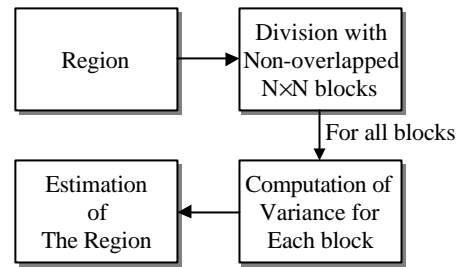 Region
Division with
Non-overlapped
N×N blocks
For all blocks
Computation of
Variance for
Each block
Estimation
of
The Region